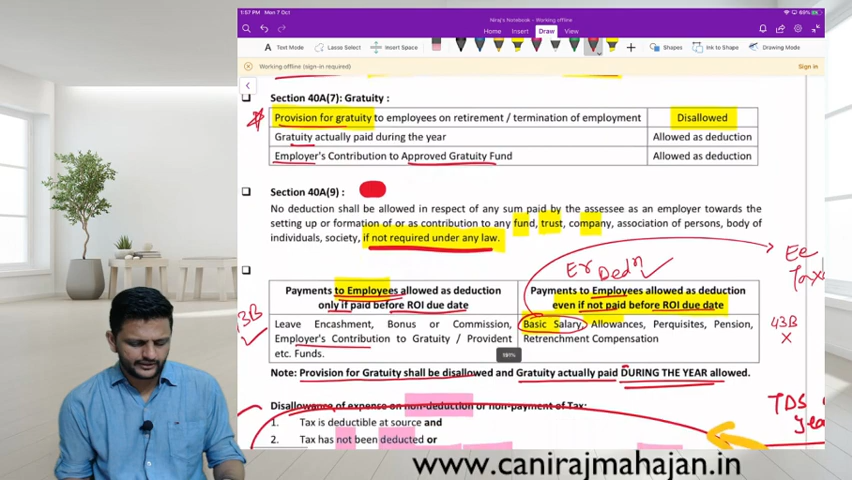 1:57 PM Mon 7 Oct
69%
Niraj's Notebook - Working offline
Home Insert Draw View
Text Mode Lasso Select Insert Space Shapes Ink to Shape Drawing Mode
Working offline (sign-in required) Sign in
Section 40A(7): Gratuity :
Provision for gratuity to employees on retirement / termination of employment Disallowed
Gratuity actually paid during the year Allowed as deduction
Employer's Contribution to Approved Gratuity Fund Allowed as deduction
Section 40A(9) :
No deduction shall be allowed in respect of any sum paid by the assessee as an employer towards the
setting up or formation of or as contribution to any fund, trust, company, association of persons, body of
individuals, society, if not required under any law.
Er Dedn
Ee
Payments to Employees allowed as deduction
only if paid before ROI due date
Payments to Employees allowed as deduction
even if not paid before ROI due date
43B
Leave Encashment, Bonus or Commission,
Employer's Contribution to Gratuity / Provident
etc. Funds.
Basic Salary, Allowances, Perquisites, Pension,
Retrenchment Compensation
43B
X
191%
Note: Provision for Gratuity shall be disallowed and Gratuity actually paid DURING THE YEAR allowed.
Disallowance of expense on non-deduction or non-payment of Tax:
1. Tax is deductible at source and
2. Tax has not been deducted or
TDS
www.canirajmahajan.in